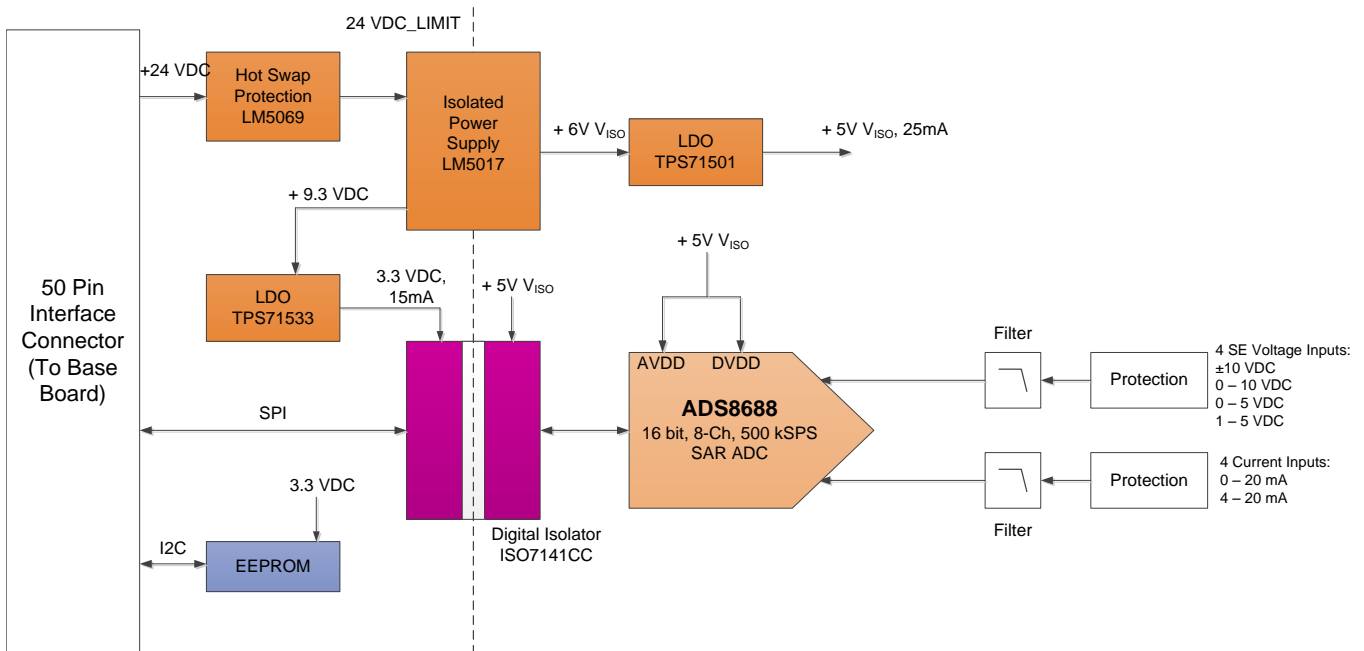 24 VDC_LIMIT
+24 VDC
Hot Swap
Protection
LM5069
Isolated
Power
Supply
LM5017
+ 6V VISO
LDO
TPS71501
+ 5V VISO, 25mA
+ 9.3 VDC
50 Pin
Interface
Connector
(To Base
Board)
LDO
TPS71533
3.3 VDC,
15mA
+ 5V VISO
+ 5V VISO
AVDD DVDD
ADS8688
16 bit, 8-Ch, 500 kSPS
SAR ADC
Filter
Protection
4 SE Voltage Inputs:
±10 VDC
0 – 10 VDC
0 – 5 VDC
1 – 5 VDC
SPI
Filter
Protection
4 Current Inputs:
0 – 20 mA
4 – 20 mA
Digital Isolator
ISO7141CC
3.3 VDC
I2C
EEPROM